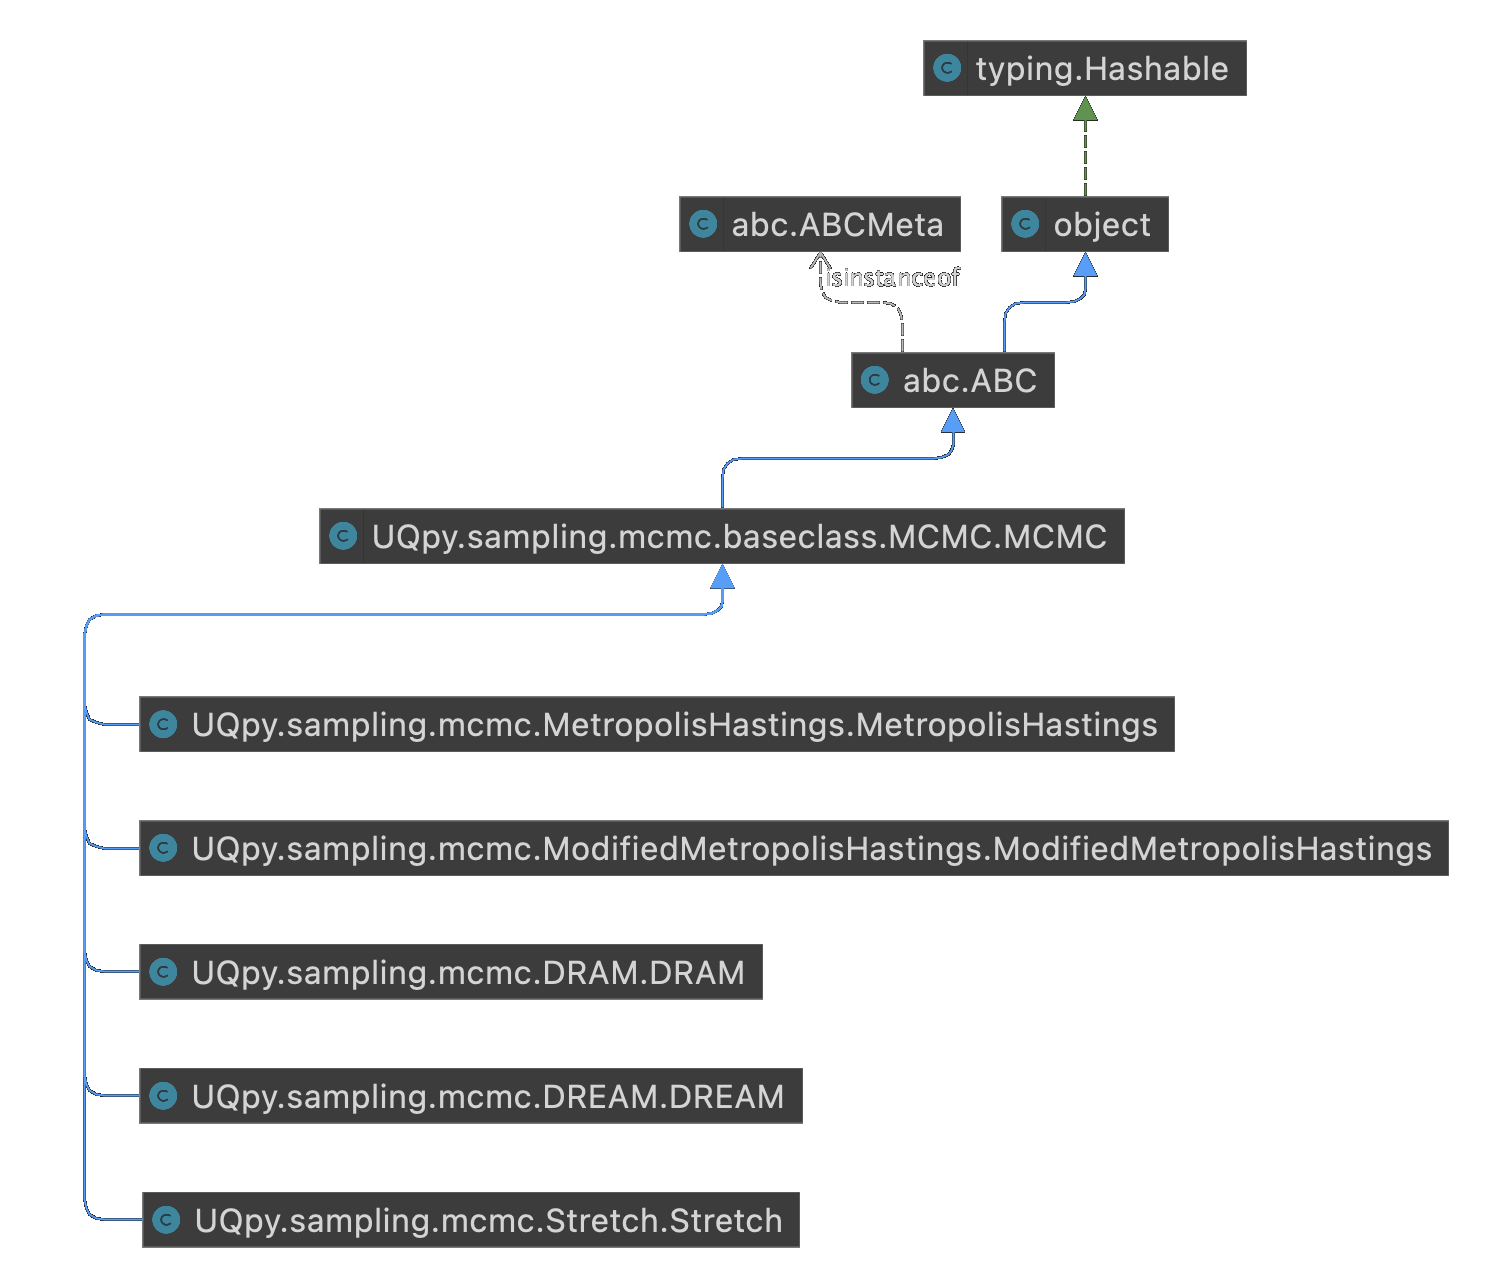 typing.Hashable
abc.ABCMeta
object
isinstanceof
abc.ABC
UQpy.sampling.mcmc.baseclass.MCMC.MCMC
UQpy.sampling.mcmc.MetropolisHastings.MetropolisHastings
UQpy.sampling.mcmc.ModifiedMetropolisHastings.ModifiedMetropolisHastings
UQpy.sampling.mcmc.DRAM.DRAM
UQpy.sampling.mcmc.DREAM.DREAM
UQpy.sampling.mcmc.Stretch.Stretch